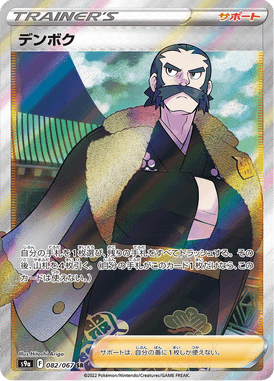 TRAINER'S
サポート
デンボク
自分の手札を1枚選び、残りの手札をすべてトラッシュする。その
後、山札を4枚引く。(自分の手札がこのカード1枚だけなら、この
カードは使えない。)
Illus. Hitoshi Ariga
サポートは、自分の番に1枚しか使えない。
s9a F 082/067 SR
©2022 Pokémon/Nintendo/Creatures/GAME FREAK.